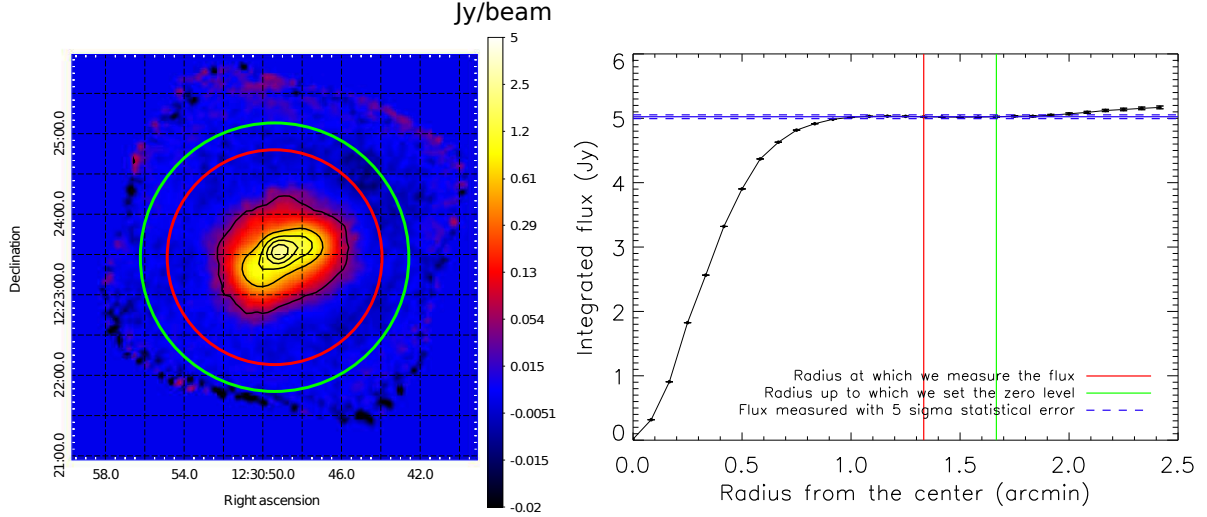 Jy/beam
5
2.5
1.2
0.61
0.29
0.13
0.054
0.015
-0.0051
-0.015
-0.02
Declination
25:00.0
24:00.0
12:23:00.0
22:00.0
21:00.0
58.0 54.0 12:30:50.0 46.0 42.0
Right ascension
Integrated flux (Jy)
6
5
4
3
2
1
0
Radius at which we measure the flux
Radius up to which we set the zero level
Flux measured with 5 sigma statistical error
0.0 0.5 1.0 1.5 2.0 2.5
Radius from the center (arcmin)